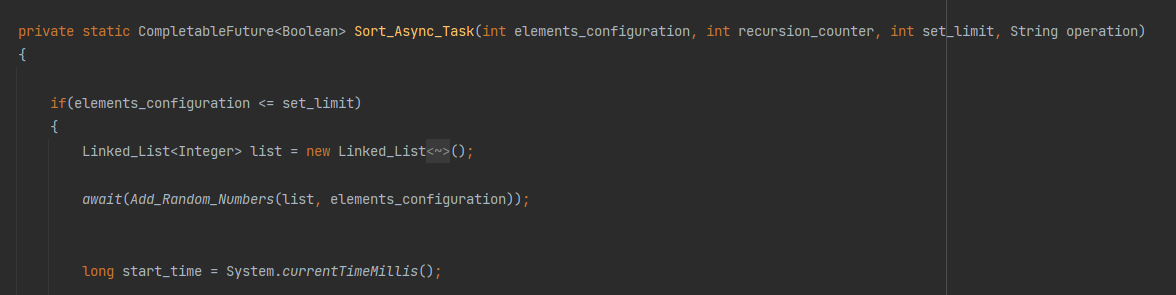 private static CompletableFuture<Boolean> Sort_Async_Task(int elements_configuration, int recursion_counter, int set_limit, String operation)
{
if(elements_configuration <= set_limit)
{
Linked_List<Integer> list = new Linked_List<~>();
await(Add_Random_Numbers(list, elements_configuration));
long start_time = System.currentTimeMillis();